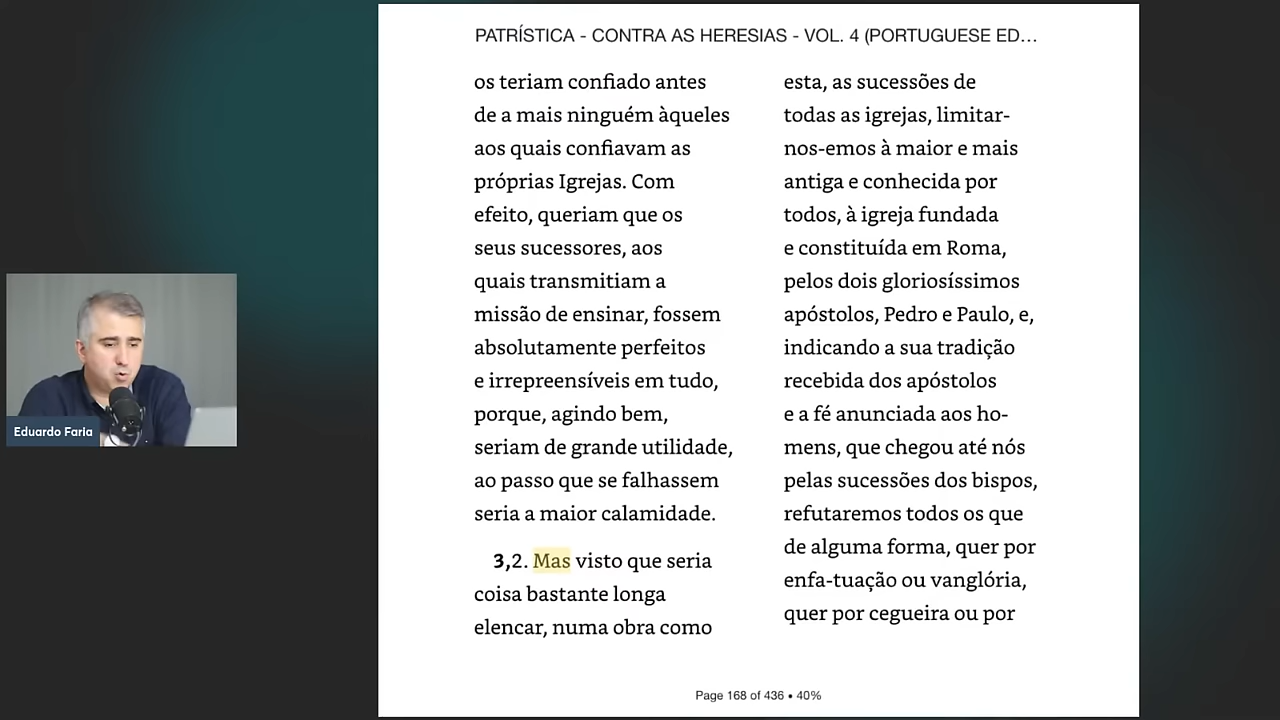 PATRÍSTICA - CONTRA AS HERESIAS - VOL. 4 (PORTUGUESE ED…
os teriam confiado antes
de a mais ninguém àqueles
aos quais confiavam as
próprias Igrejas. Com
efeito, queriam que os
seus sucessores, aos
quais transmitiam a
missão de ensinar, fossem
absolutamente perfeitos
e irrepreensíveis em tudo,
porque, agindo bem,
seriam de grande utilidade,
ao passo que se falhassem
seria a maior calamidade.
3,2. Mas visto que seria
coisa bastante longa
elencar, numa obra como
esta, as sucessões de
todas as igrejas, limitar-
nos-emos à maior e mais
antiga e conhecida por
todos, à igreja fundada
e constituída em Roma,
pelos dois gloriosíssimos
apóstolos, Pedro e Paulo, e,
indicando a sua tradição
recebida dos apóstolos
e a fé anunciada aos ho-
mens, que chegou até nós
pelas sucessões dos bispos,
refutaremos todos os que
de alguma forma, quer por
enfa-tuação ou vanglória,
quer por cegueira ou por
Page 168 of 436 • 40%
Eduardo Faria